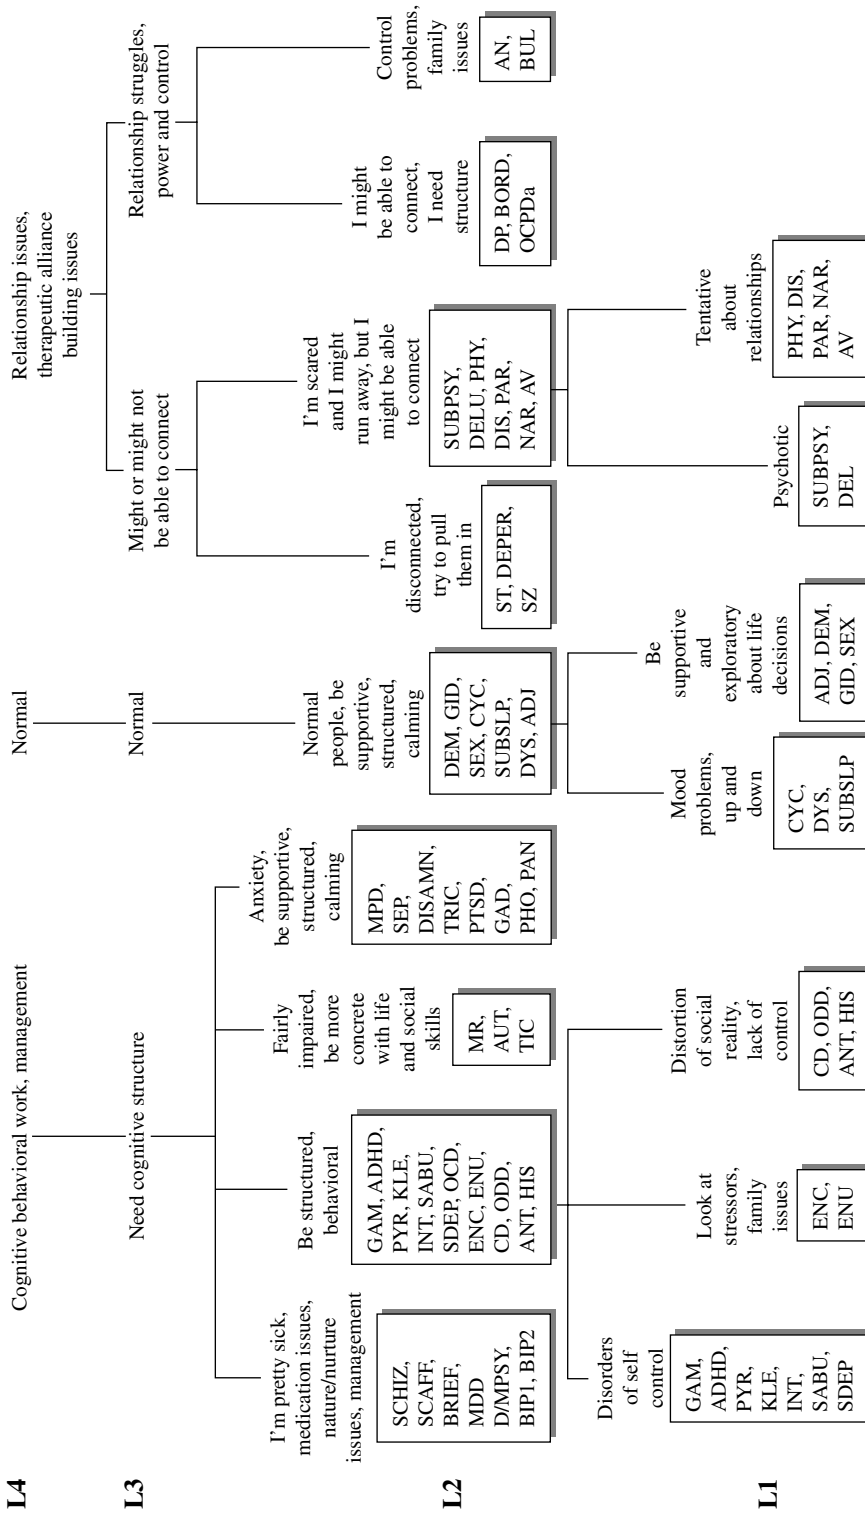 L4
Cognitive behavioral work, management
Normal
Relationship issues,
therapeutic alliance
building issues
L3
Need cognitive structure
Normal
Might or might not
be able to connect
Relationship struggles,
power and control
L2
I'm pretty sick,
medication issues,
nature/nurture
issues, management
SCHIZ,
SCAFF,
BRIEF,
MDD
D/MPSY,
BIP1, BIP2
Be structured,
behavioral
GAM, ADHD,
PYR, KLE,
INT, SABU,
SDEP, OCD,
ENC, ENU,
CD, ODD,
ANT, HIS
Fairly
impaired,
be more
concrete
with life
and social
skills
MR,
AUT,
TIC
Anxiety,
be supportive,
structured,
calming
MPD,
SEP,
DISAMN,
TRIC,
PTSD,
GAD,
PHO, PAN
Normal
people, be
supportive,
structured,
calming
DEM, GID,
SEX, CYC,
SUBSLP,
DYS, ADJ
I'm
disconnected,
try to pull
them in
ST, DEPER,
SZ
I'm scared
and I might
run away, but I
might be able
to connect
SUBPSY,
DELU, PHY,
DIS, PAR,
NAR, AV
I might
be able to
connect,
I need
structure
DP, BORD,
OCPDa
Control
problems,
family
issues
AN,
BUL
L1
Disorders
of self
control
GAM,
ADHD,
PYR,
KLE,
INT,
SABU,
SDEP
Look at
stressors,
family
issues
ENC,
ENU
Distortion
of social
reality,
lack of
control
CD, ODD,
ANT, HIS
Mood
problems,
up and
down
CYC,
DYS,
SUBSLP
Be
supportive
and
exploratory
about life
decisions
ADJ, DEM,
GID, SEX
Psychotic
SUBPSY,
DEL
Tentative
about
relationships
PHY, DIS,
PAR, NAR,
AV